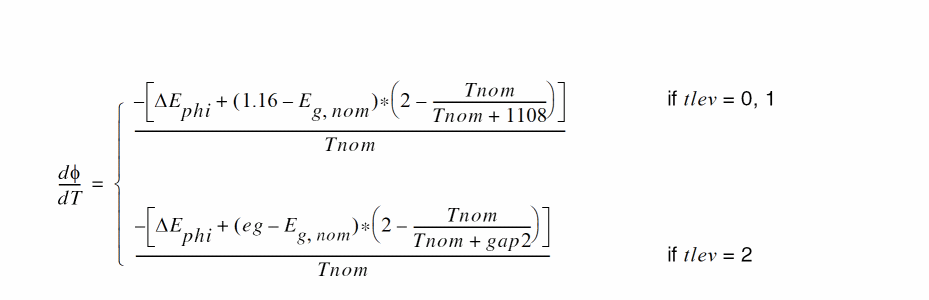 dϕ/dT = { −[ΔE_phi + (1.16 − E_g, nom)*(2 − Tnom/(Tnom + 1108))]/Tnom if tlev = 0, 1
−[ΔE_phi + (eg − E_g, nom)*(2 − Tnom/(Tnom + gap2))]/Tnom if tlev = 2